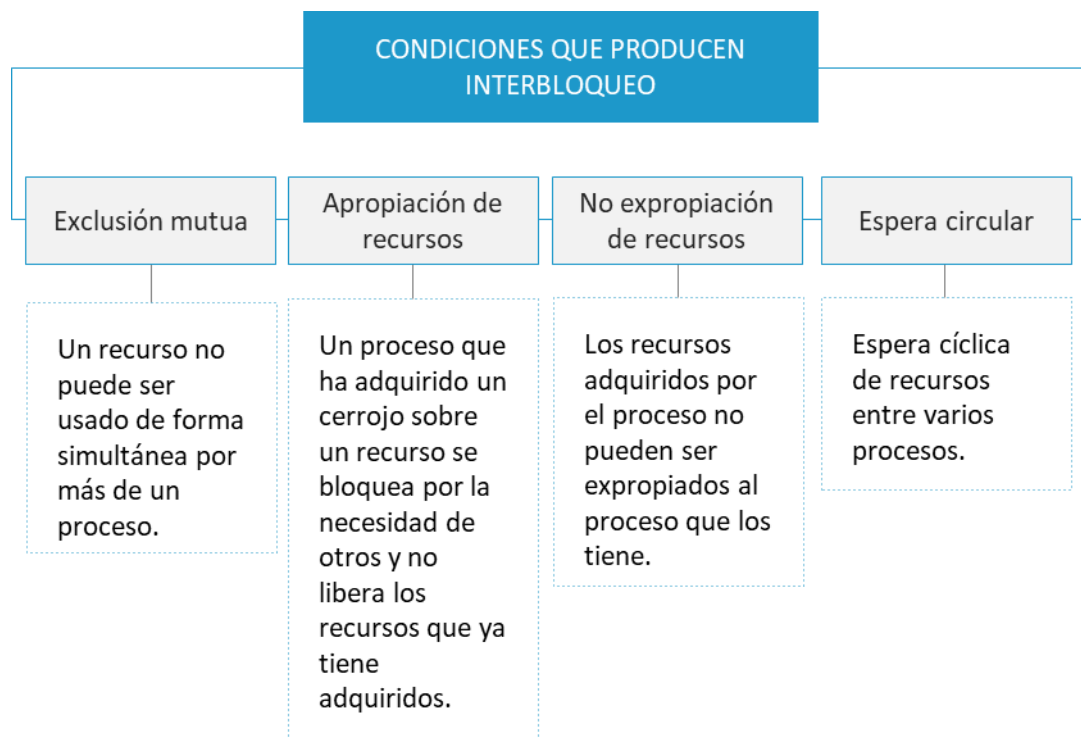 CONDICIONES QUE PRODUCEN
INTERBLOQUEO
Exclusión mutua
Apropiación de
recursos
No expropiación
de recursos
Espera circular
Un recurso no
puede ser
usado de forma
simultánea por
más de un
proceso.
Un proceso que
ha adquirido un
cerrojo sobre
un recurso se
bloquea por la
necesidad de
otros y no
libera los
recursos que ya
tiene
adquiridos.
Los recursos
adquiridos por
el proceso no
pueden ser
expropiados al
proceso que los
tiene.
Espera cíclica
de recursos
entre varios
procesos.